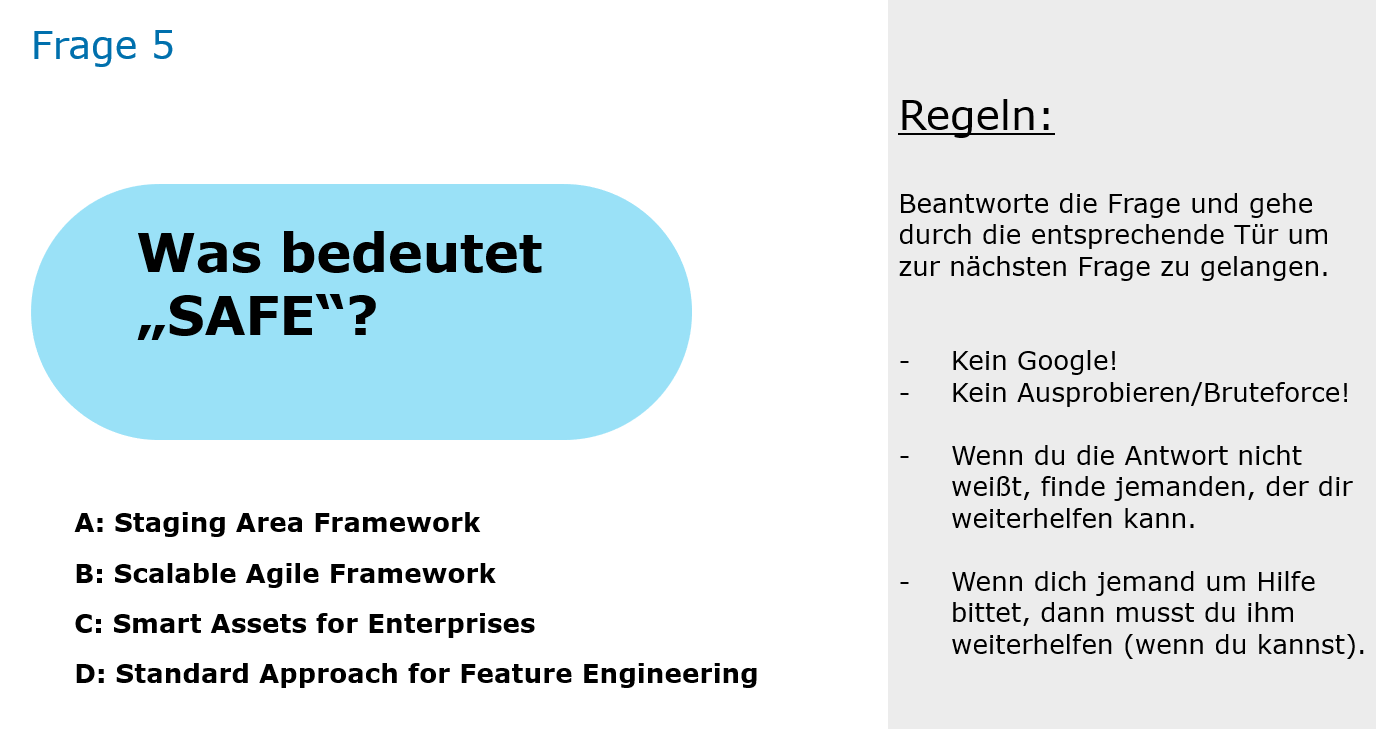 Frage 5
Was bedeutet
„SAFE“?
A: Staging Area Framework
B: Scalable Agile Framework
C: Smart Assets for Enterprises
D: Standard Approach for Feature Engineering
Regeln:
Beantworte die Frage und gehe
durch die entsprechende Tür um
zur nächsten Frage zu gelangen.
- Kein Google!
- Kein Ausprobieren/Bruteforce!
- Wenn du die Antwort nicht
weißt, finde jemanden, der dir
weiterhelfen kann.
- Wenn dich jemand um Hilfe
bittet, dann musst du ihm
weiterhelfen (wenn du kannst).